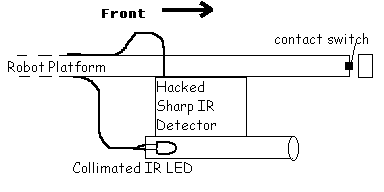 Front
contact switch
Robot Platform
Hacked
Sharp IR
Detector
Collimated IR LED